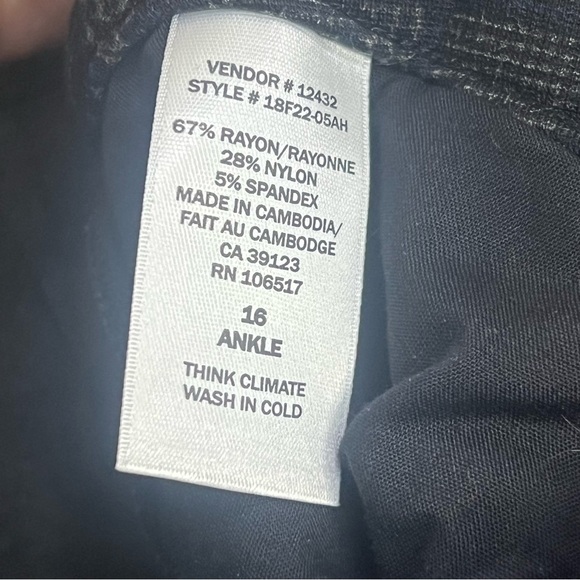 VENDOR # 12432
STYLE # 18F22-05AH
67% RAYON/RAYONNE
28% NYLON
5% SPANDEX
MADE IN CAMBODIA/
FAIT AU CAMBODGE
CA 39123
RN 106517
16
ANKLE
THINK CLIMATE
WASH IN COLD